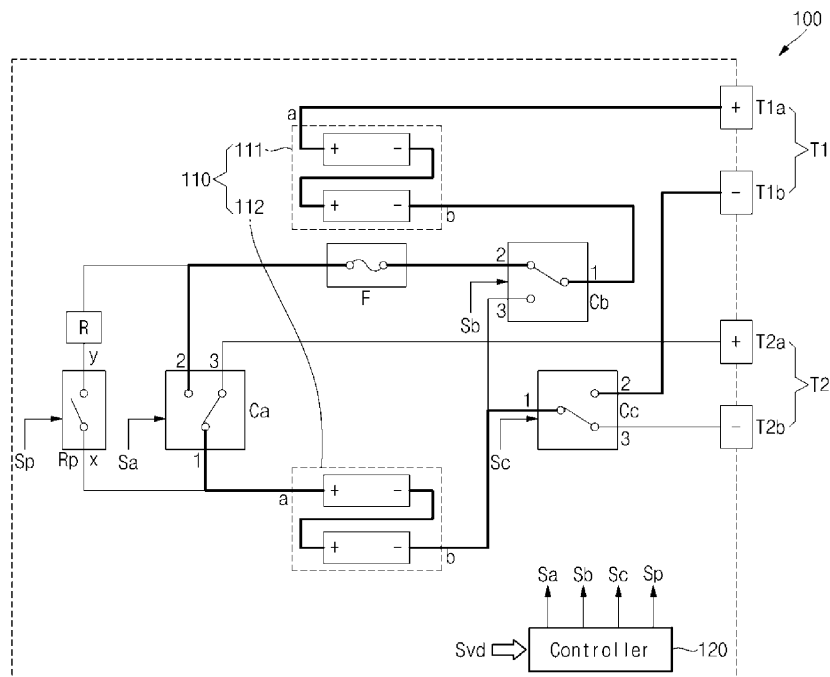 100
a
+
T1a
111
+ -
T1
110
112
+ -
-
T1b
b
2
1
F
Sb
3
Cb
R
y
2
3
+
T2a
T2
Ca
1
2
Cc
3
-
T2b
Sp
Rp
x
Sa
1
Sc
a
+ -
+ -
b
Sa Sb Sc Sp
Svd
Controller
120